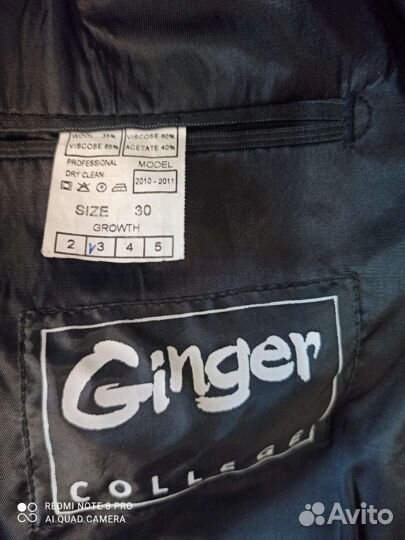 WOOL 35% VISCOSE 60%
VISCOSE 65% ACETATE 40%
PROFESSIONAL MODEL
DRY CLEAN
2010 - 2011
SIZE 30
GROWTH
2 3 4 5
Ginger
COLLEGE
REDMI NOTE 8 PRO
AI QUAD CAMERA
Avito